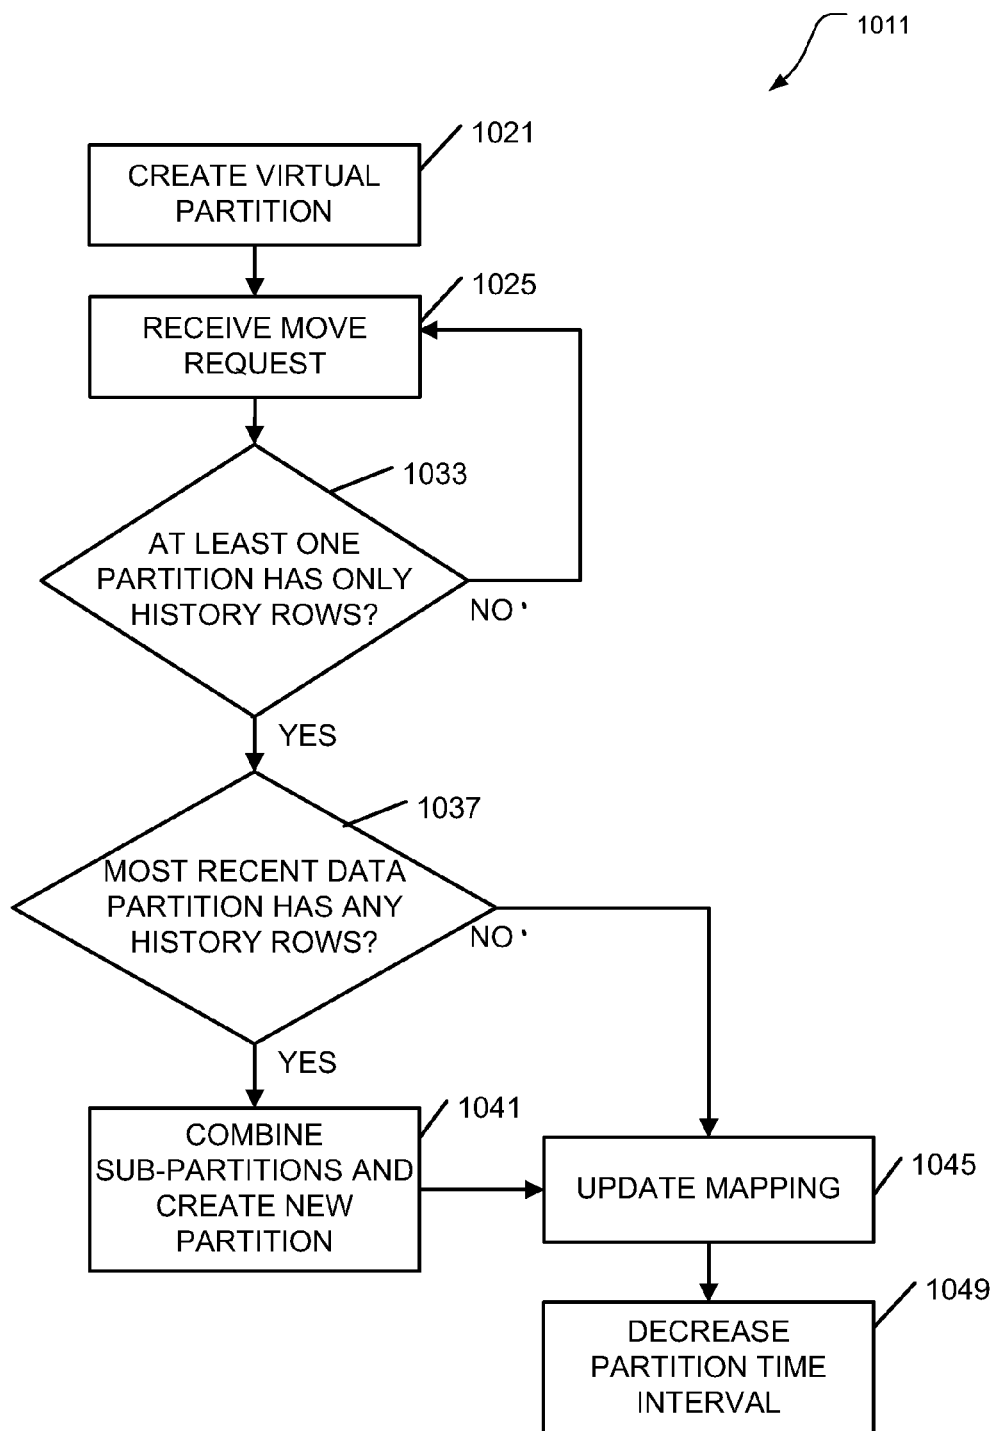 1011
1021
CREATE VIRTUAL
PARTITION
1025
RECEIVE MOVE
REQUEST
1033
AT LEAST ONE
PARTITION HAS ONLY
HISTORY ROWS?
NO
YES
1037
MOST RECENT DATA
PARTITION HAS ANY
HISTORY ROWS?
NO
YES
1041
COMBINE
SUB-PARTITIONS AND
CREATE NEW
PARTITION
1045
UPDATE MAPPING
1049
DECREASE
PARTITION TIME
INTERVAL